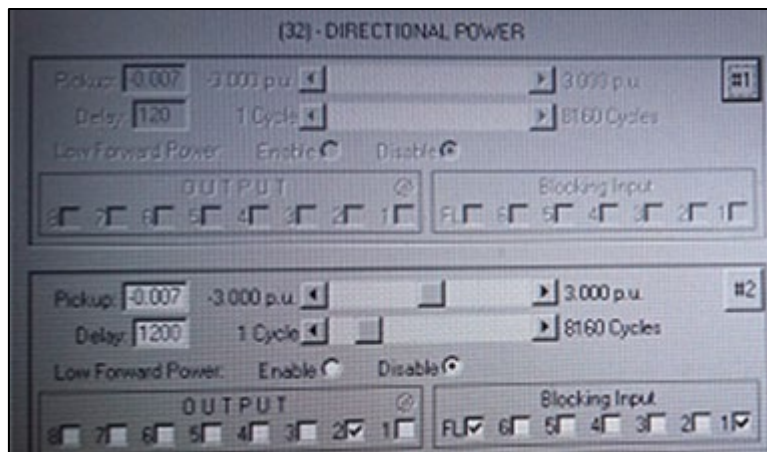 (32) - DIRECTIONAL POWER
Pickup: -0.007 -3.000 p.u. 3.000 p.u. #1
Delay: 120 1 Cycle 8160 Cycles
Low Forward Power: Enable Disable
OUTPUT Blocking Input
8 7 6 5 4 3 2 1 FL 6 5 4 3 2 1
Pickup: -0.007 -3.000 p.u. 3.000 p.u. #2
Delay: 1200 1 Cycle 8160 Cycles
Low Forward Power: Enable Disable
OUTPUT Blocking Input
8 7 6 5 4 3 2 1 FL 6 5 4 3 2 1